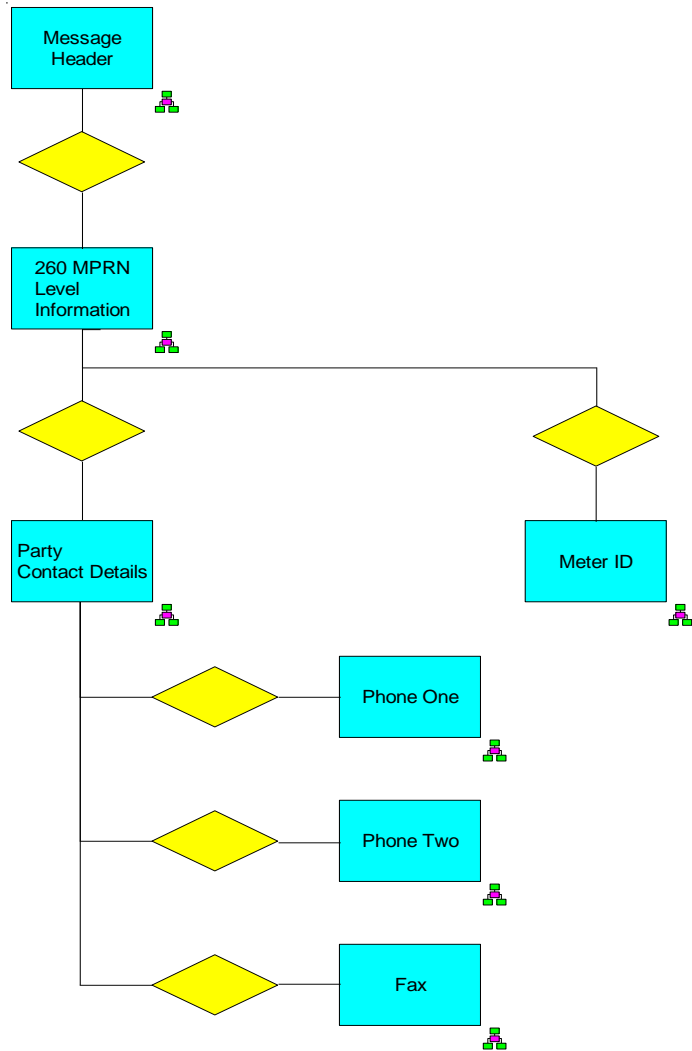 Message
Header
260 MPRN
Level
Information
Party
Contact Details
Meter ID
Phone One
Phone Two
Fax